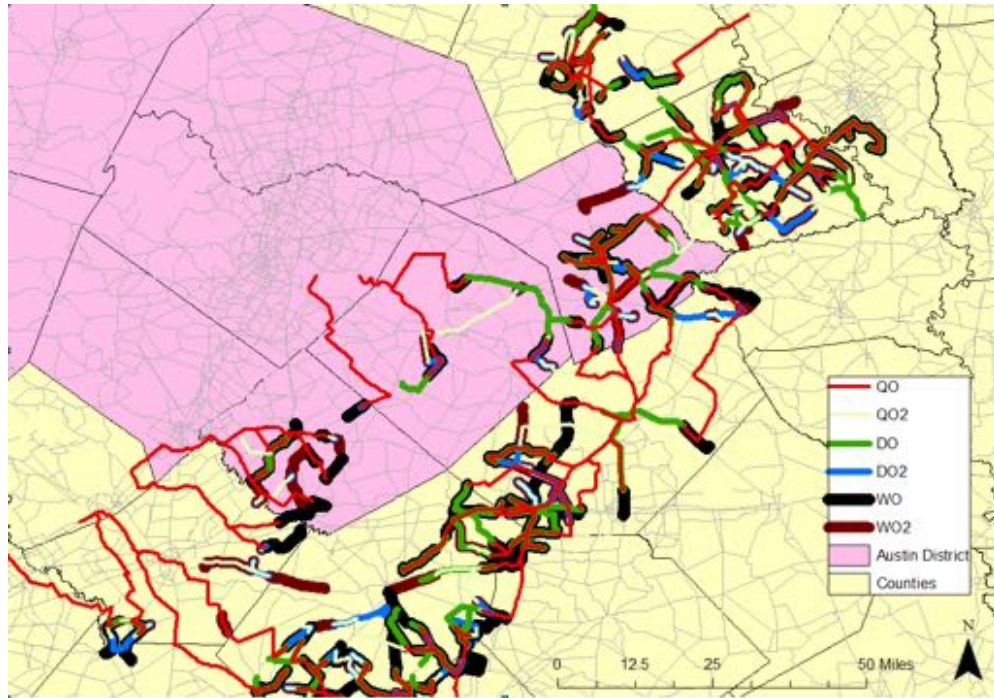 QO
QO2
DO
DO2
WO
WO2
Austin District
Counties
N
0 12.5 25 50 Miles